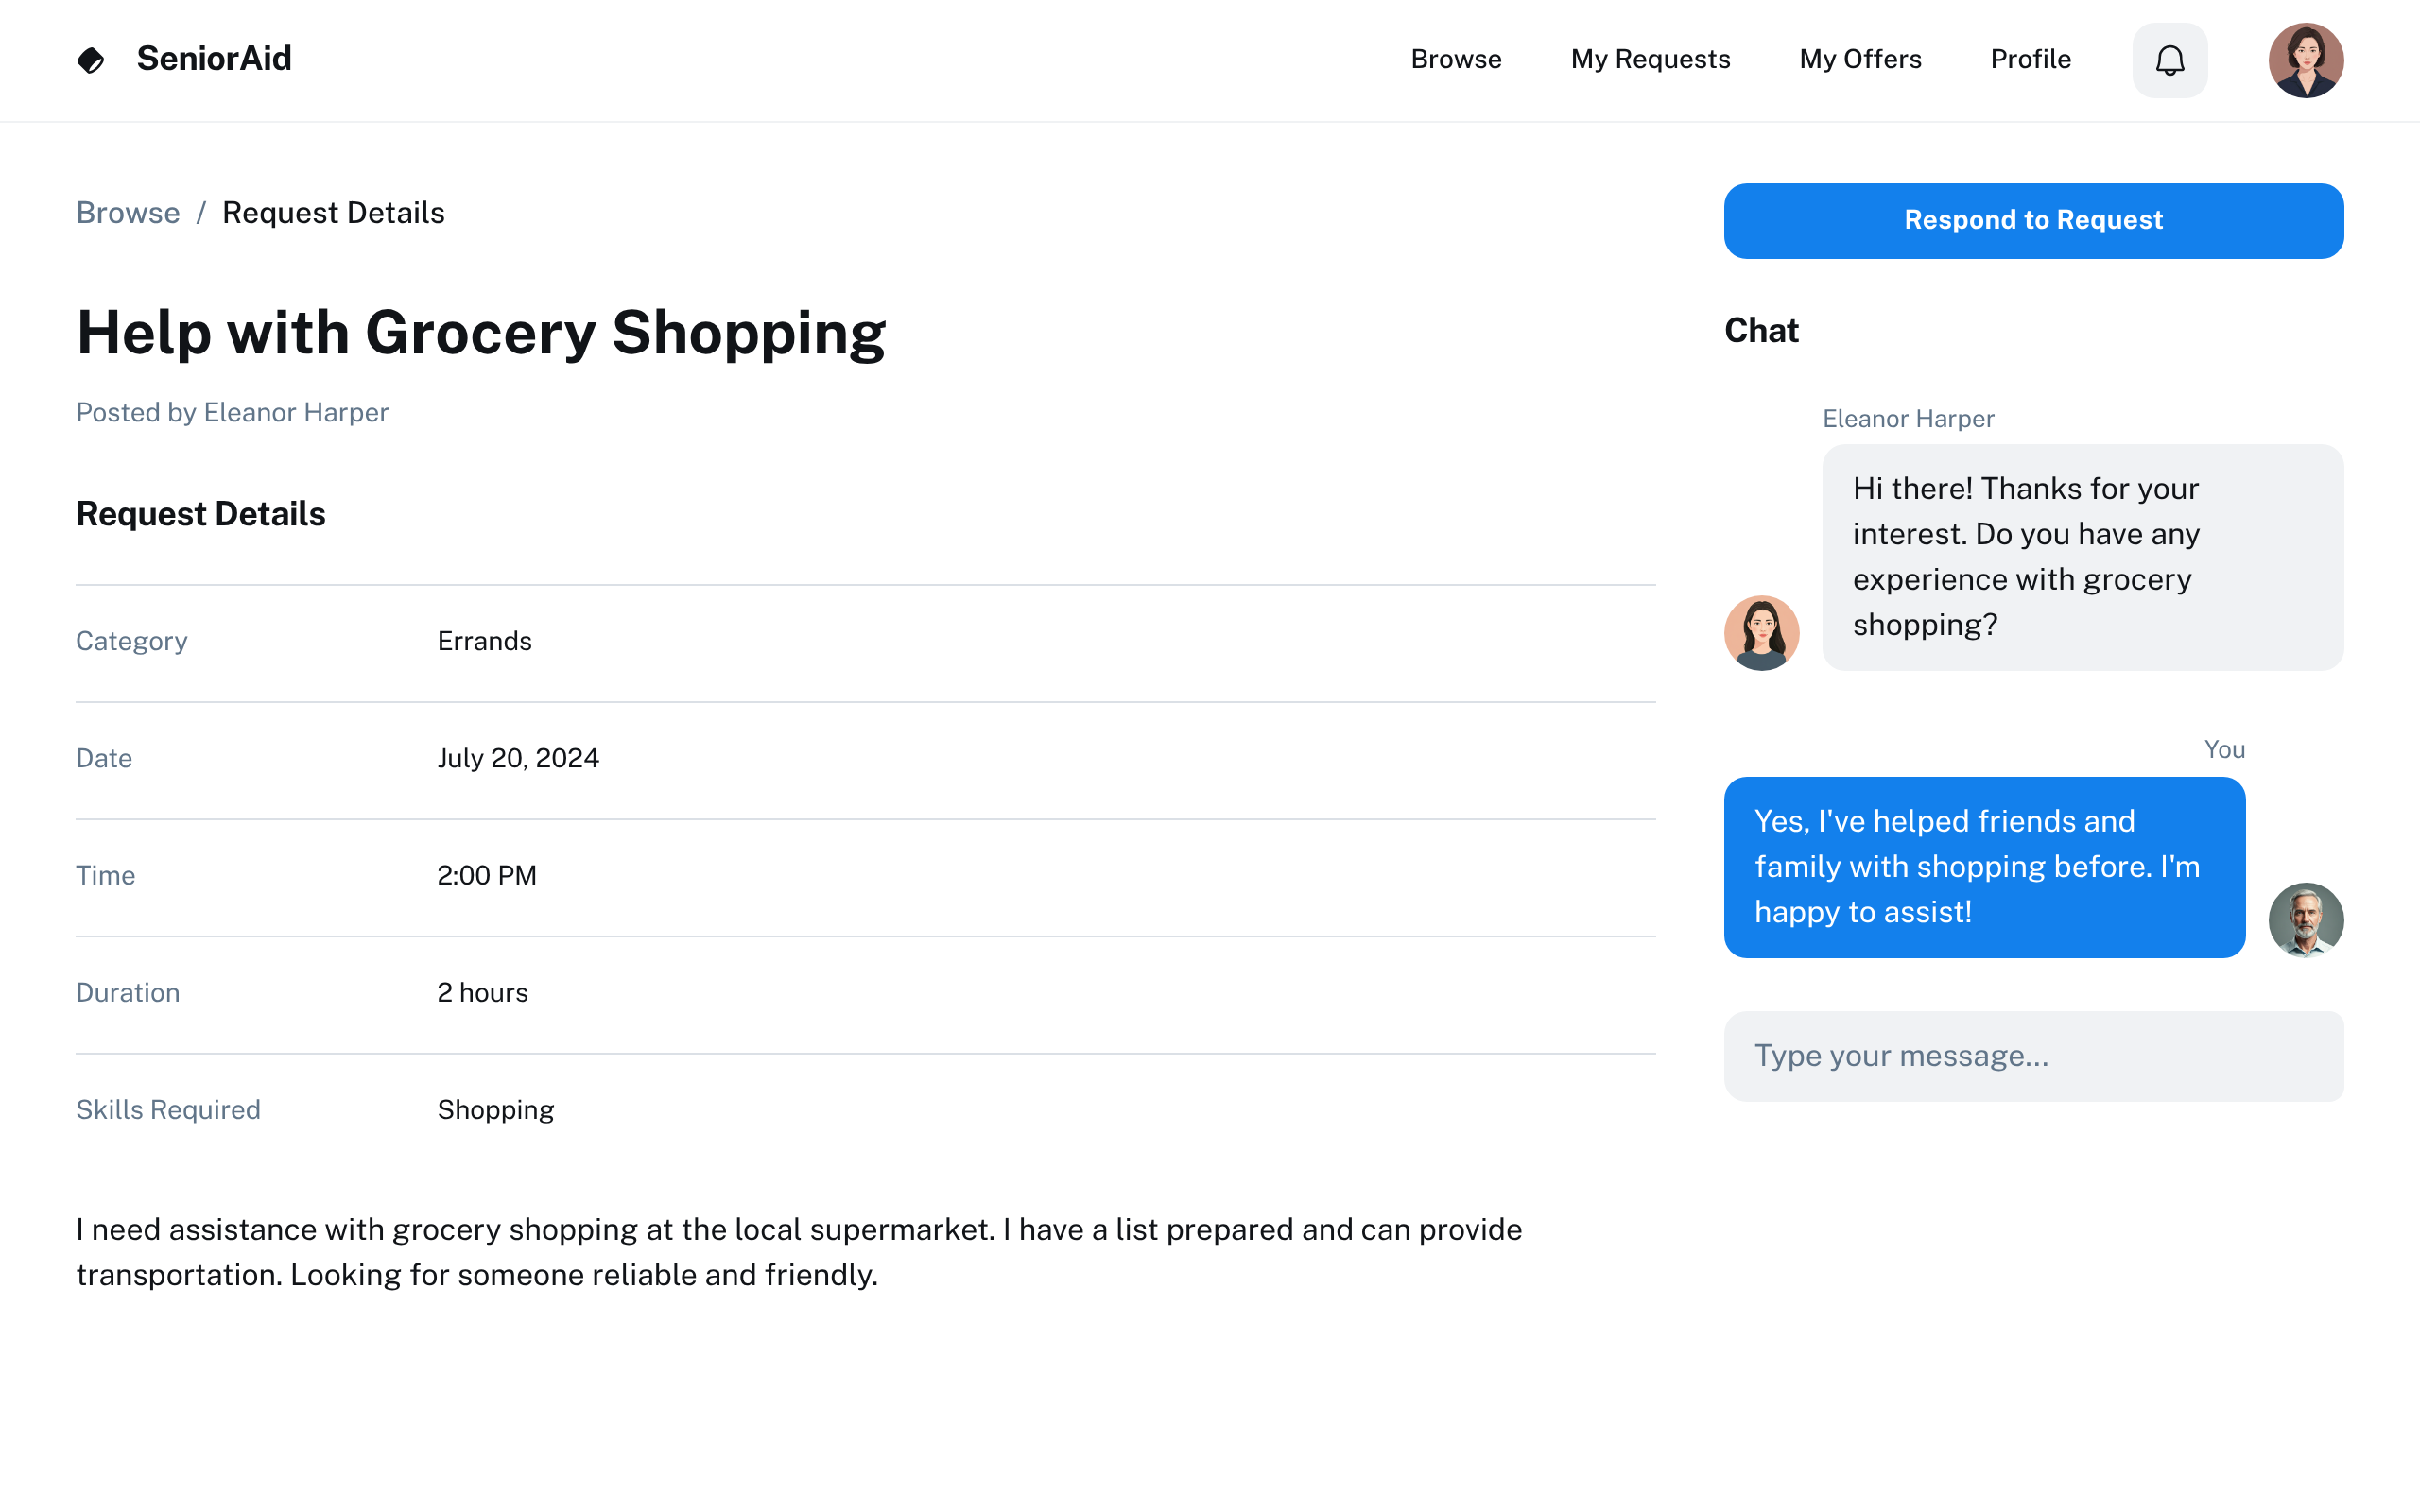 SeniorAid
Browse
My Requests
My Offers
Profile
Browse / Request Details
Help with Grocery Shopping
Posted by Eleanor Harper
Request Details
Category
Errands
Date
July 20, 2024
Time
2:00 PM
Duration
2 hours
Skills Required
Shopping
I need assistance with grocery shopping at the local supermarket. I have a list prepared and can provide
transportation. Looking for someone reliable and friendly.
Respond to Request
Chat
Eleanor Harper
Hi there! Thanks for your
interest. Do you have any
experience with grocery
shopping?
You
Yes, I've helped friends and
family with shopping before. I'm
happy to assist!
Type your message...